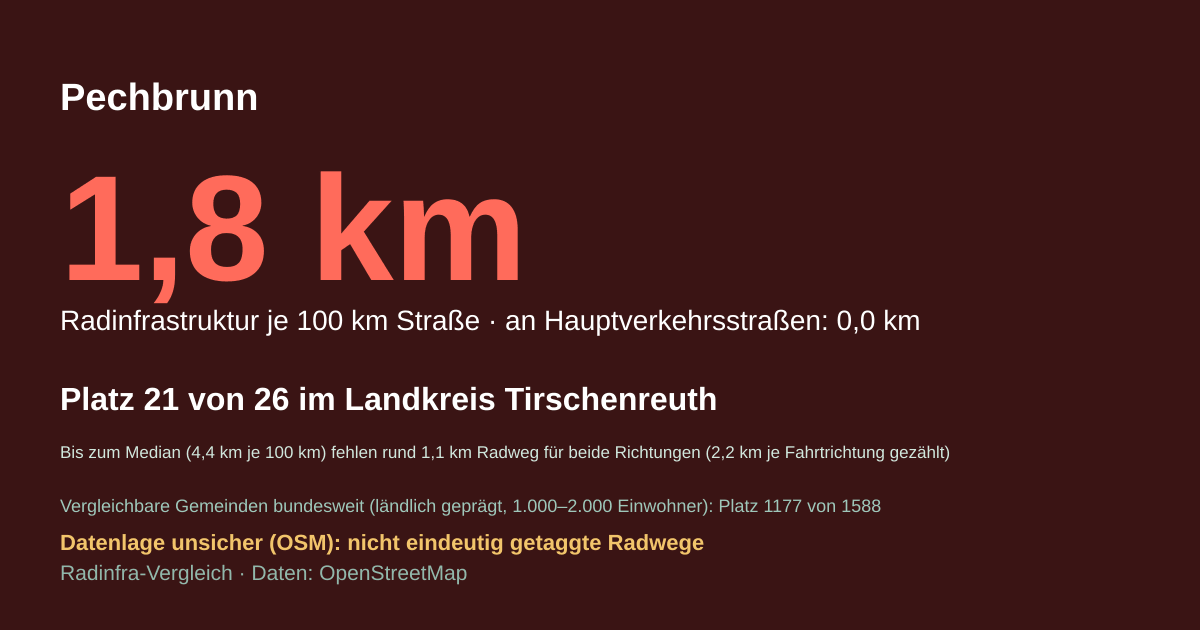 Pechbrunn
1,8 km
Radinfrastruktur je 100 km Straße · an Hauptverkehrsstraßen: 0,0 km
Platz 21 von 26 im Landkreis Tirschenreuth
Bis zum Median (4,4 km je 100 km) fehlen rund 1,1 km Radweg für beide Richtungen (2,2 km je Fahrtrichtung gezählt)
Vergleichbare Gemeinden bundesweit (ländlich geprägt, 1.000–2.000 Einwohner): Platz 1177 von 1588
Datenlage unsicher (OSM): nicht eindeutig getaggte Radwege
Radinfra-Vergleich · Daten: OpenStreetMap